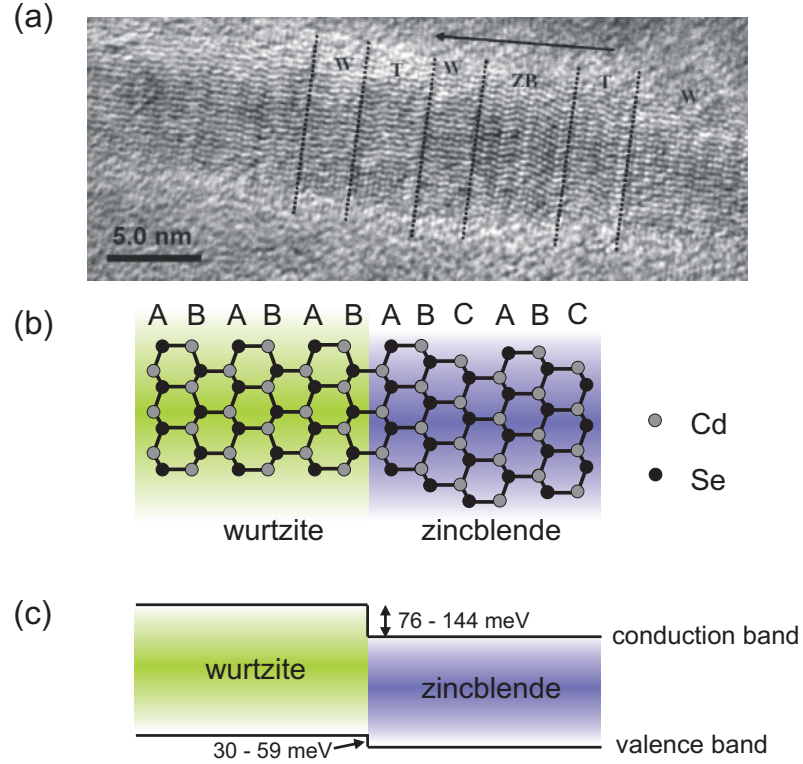 (a)
W T W ZB T W
5.0 nm
(b)
A B A B A B A B C A B C
Cd
Se
wurtzite zincblende
(c)
76 - 144 meV
conduction band
wurtzite
zincblende
30 - 59 meV
valence band